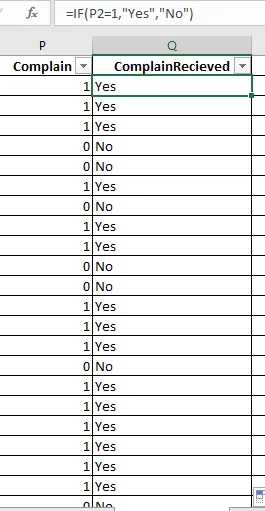 fx =IF(P2=1,"Yes","No")
P Q
Complain ComplainRecieved
1 Yes
1 Yes
1 Yes
0 No
0 No
1 Yes
0 No
1 Yes
1 Yes
0 No
0 No
1 Yes
1 Yes
1 Yes
0 No
1 Yes
1 Yes
1 Yes
1 Yes
1 Yes
1 Yes
0 No